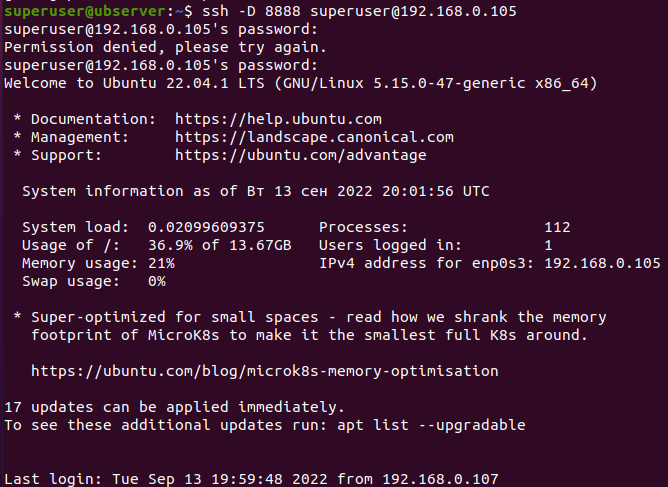 superuser@ubserver:~$ ssh -D 8888 superuser@192.168.0.105
superuser@192.168.0.105's password:
Permission denied, please try again.
superuser@192.168.0.105's password:
Welcome to Ubuntu 22.04.1 LTS (GNU/Linux 5.15.0-47-generic x86_64)

 * Documentation:  https://help.ubuntu.com
 * Management:     https://landscape.canonical.com
 * Support:        https://ubuntu.com/advantage

  System information as of Вт 13 сен 2022 20:01:56 UTC

  System load:  0.02099609375      Processes:               112
  Usage of /:   36.9% of 13.67GB   Users logged in:         1
  Memory usage: 21%                IPv4 address for enp0s3: 192.168.0.105
  Swap usage:   0%

 * Super-optimized for small spaces - read how we shrank the memory
   footprint of MicroK8s to make it the smallest full K8s around.

   https://ubuntu.com/blog/microk8s-memory-optimisation

17 updates can be applied immediately.
To see these additional updates run: apt list --upgradable


Last login: Tue Sep 13 19:59:48 2022 from 192.168.0.107